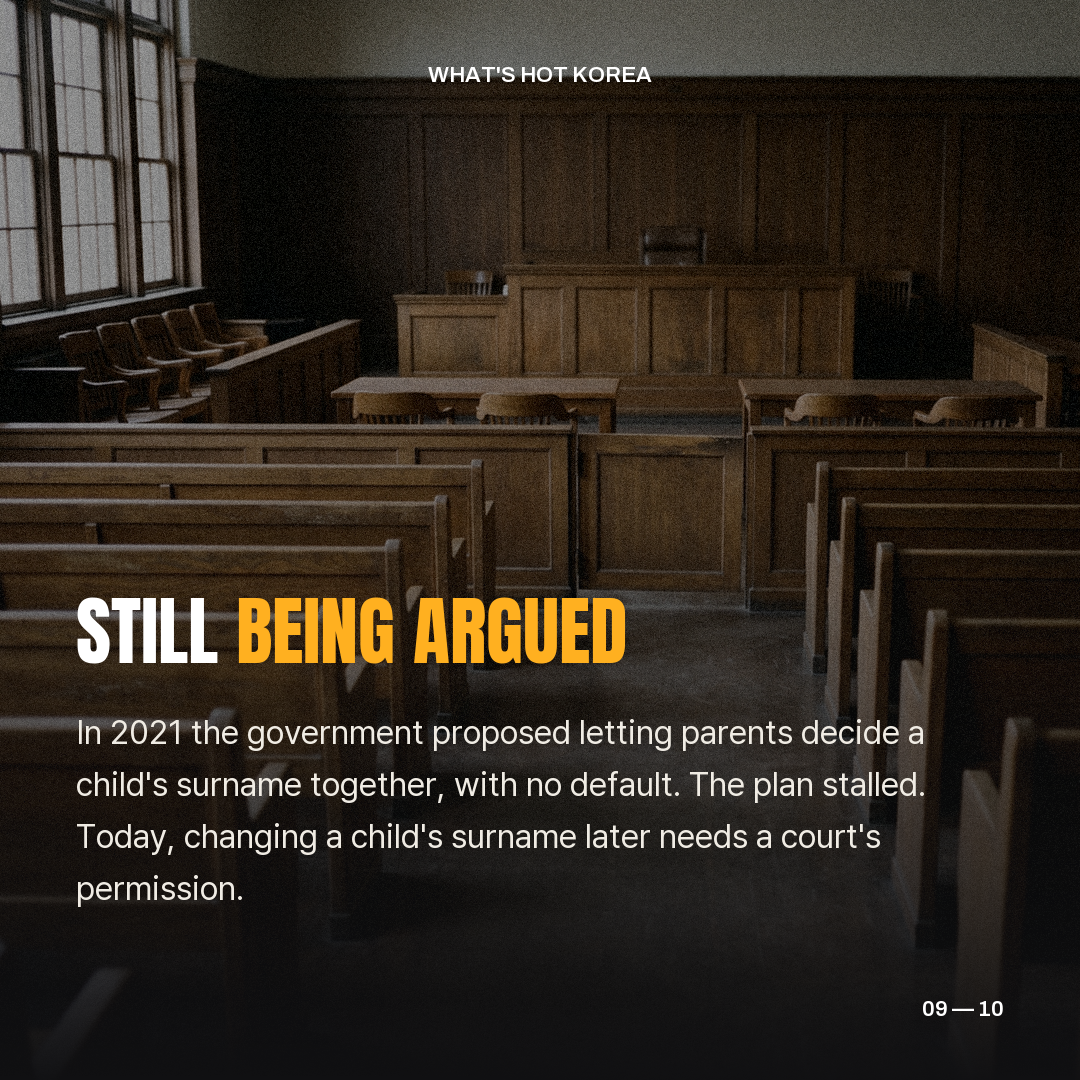 WHAT'S HOT KOREA
STILL BEING ARGUED
In 2021 the government proposed letting parents decide a
child's surname together, with no default. The plan stalled.
Today, changing a child's surname later needs a court's
permission.
09 — 10